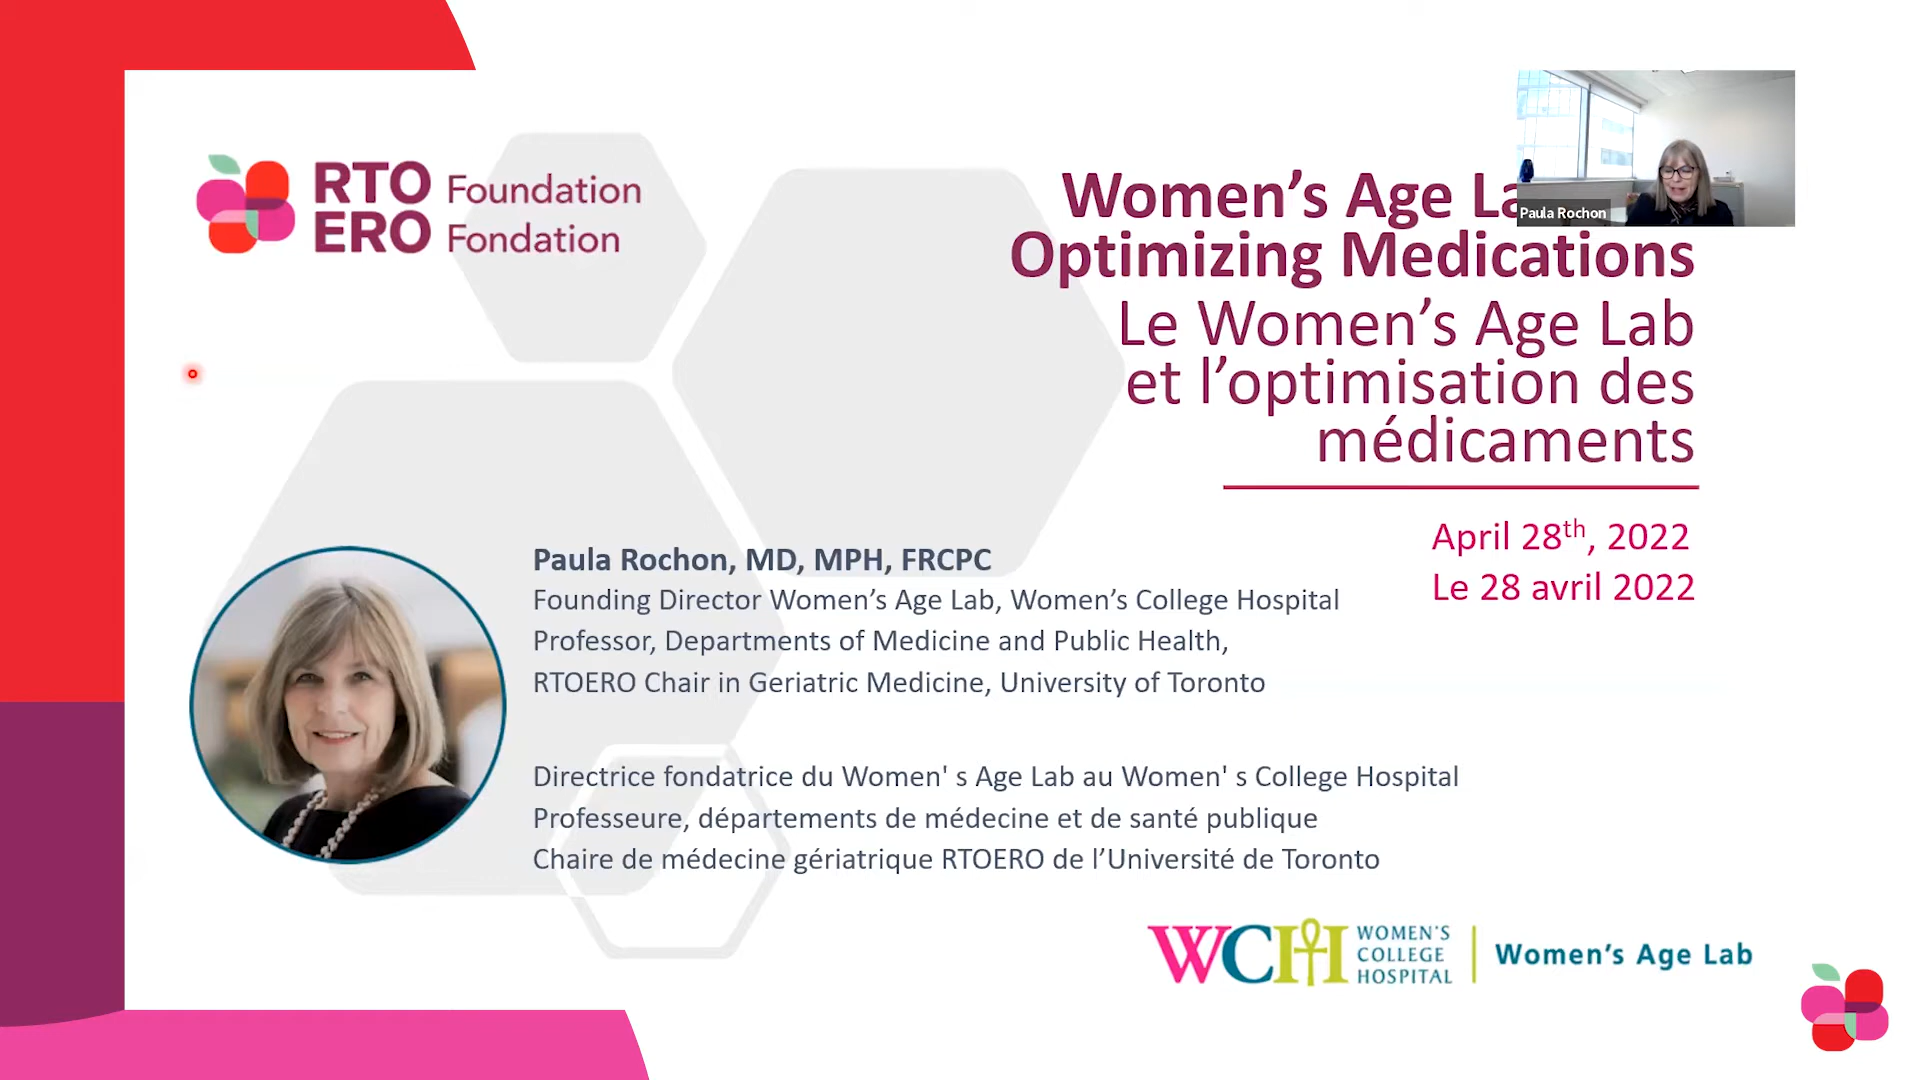 RTO
ERO
Foundation
Fondation
Women's Age La
Optimizing Medications
Le Women's Age Lab
et l'optimisation des
médicaments
Paula Rochon
April 28th, 2022
Le 28 avril 2022
Paula Rochon, MD, MPH, FRCPC
Founding Director Women's Age Lab, Women's College Hospital
Professor, Departments of Medicine and Public Health,
RTOERO Chair in Geriatric Medicine, University of Toronto
Directrice fondatrice du Women' s Age Lab au Women' s College Hospital
Professeure, départements de médecine et de santé publique
Chaire de médecine gériatrique RTOERO de l'Université de Toronto
WCH
WOMEN'S
COLLEGE
HOSPITAL
Women's Age Lab